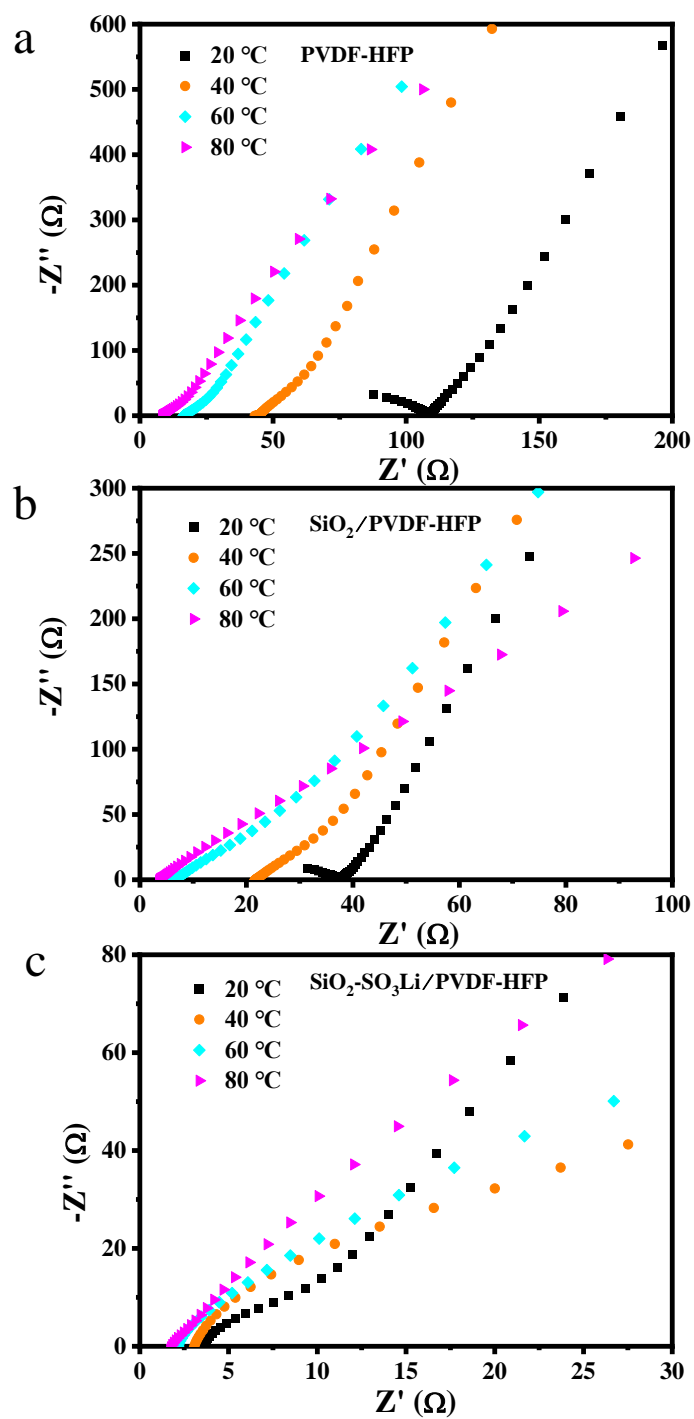 a
PVDF-HFP
20 °C
40 °C
60 °C
80 °C
600
500
400
300
200
100
0
-Z'' (Ω)
0 50 100 150 200
Z' (Ω)
b
SiO₂/PVDF-HFP
20 °C
40 °C
60 °C
80 °C
300
250
200
150
100
50
0
-Z'' (Ω)
0 20 40 60 80 100
Z' (Ω)
c
SiO₂-SO₃Li/PVDF-HFP
20 °C
40 °C
60 °C
80 °C
80
60
40
20
0
-Z'' (Ω)
0 5 10 15 20 25 30
Z' (Ω)